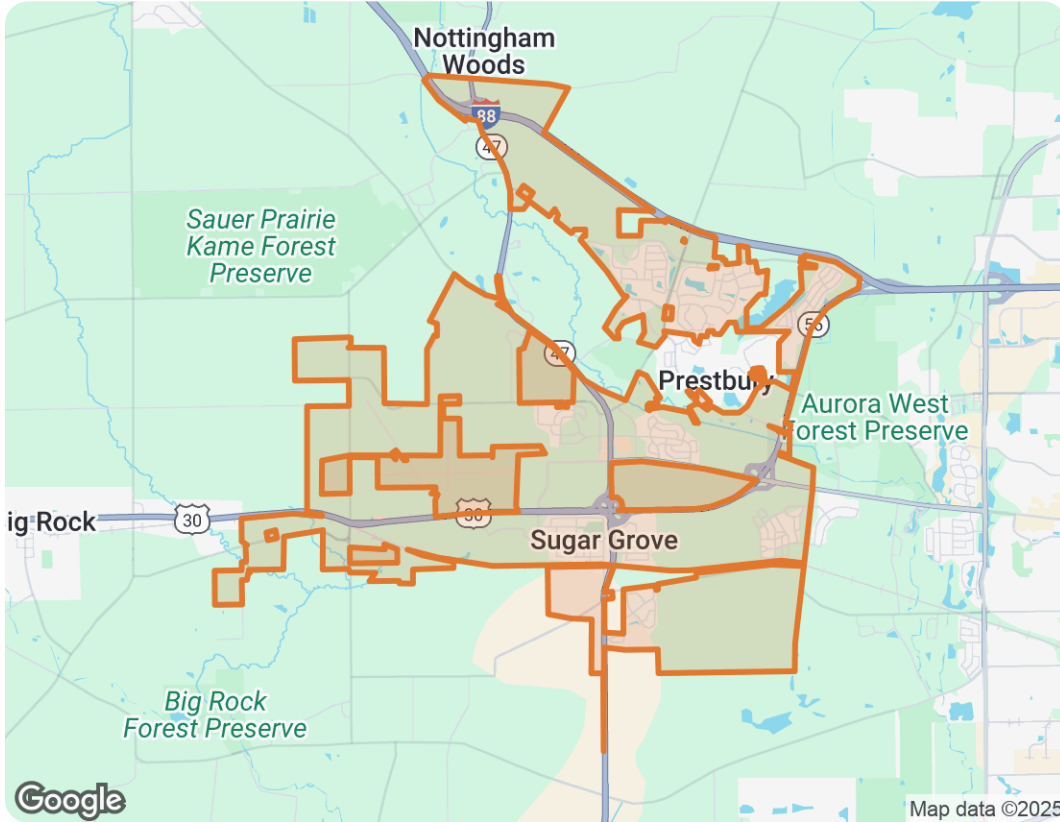 Nottingham
Woods
88
47
Sauer Prairie
Kame Forest
Preserve
56
47
Prestbury
Aurora West
Forest Preserve
ig Rock
30
30
Sugar Grove
Big Rock
Forest Preserve
Google
Map data ©2025